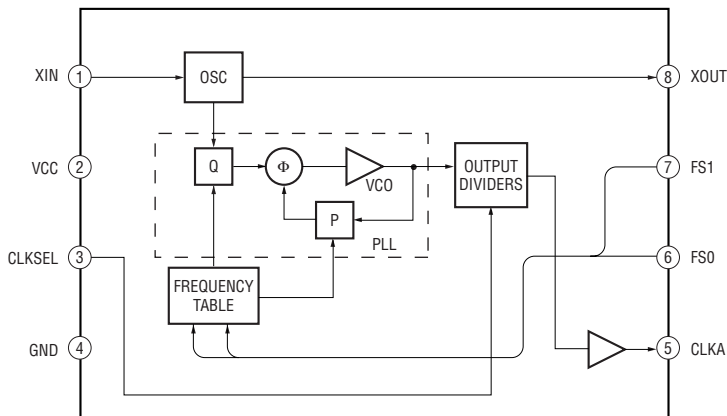 XIN
1
OSC
8
XOUT
VCC
2
Q
Φ
VCO
OUTPUT
DIVIDERS
7
FS1
P
PLL
CLKSEL
3
6
FS0
FREQUENCY
TABLE
GND
4
5
CLKA